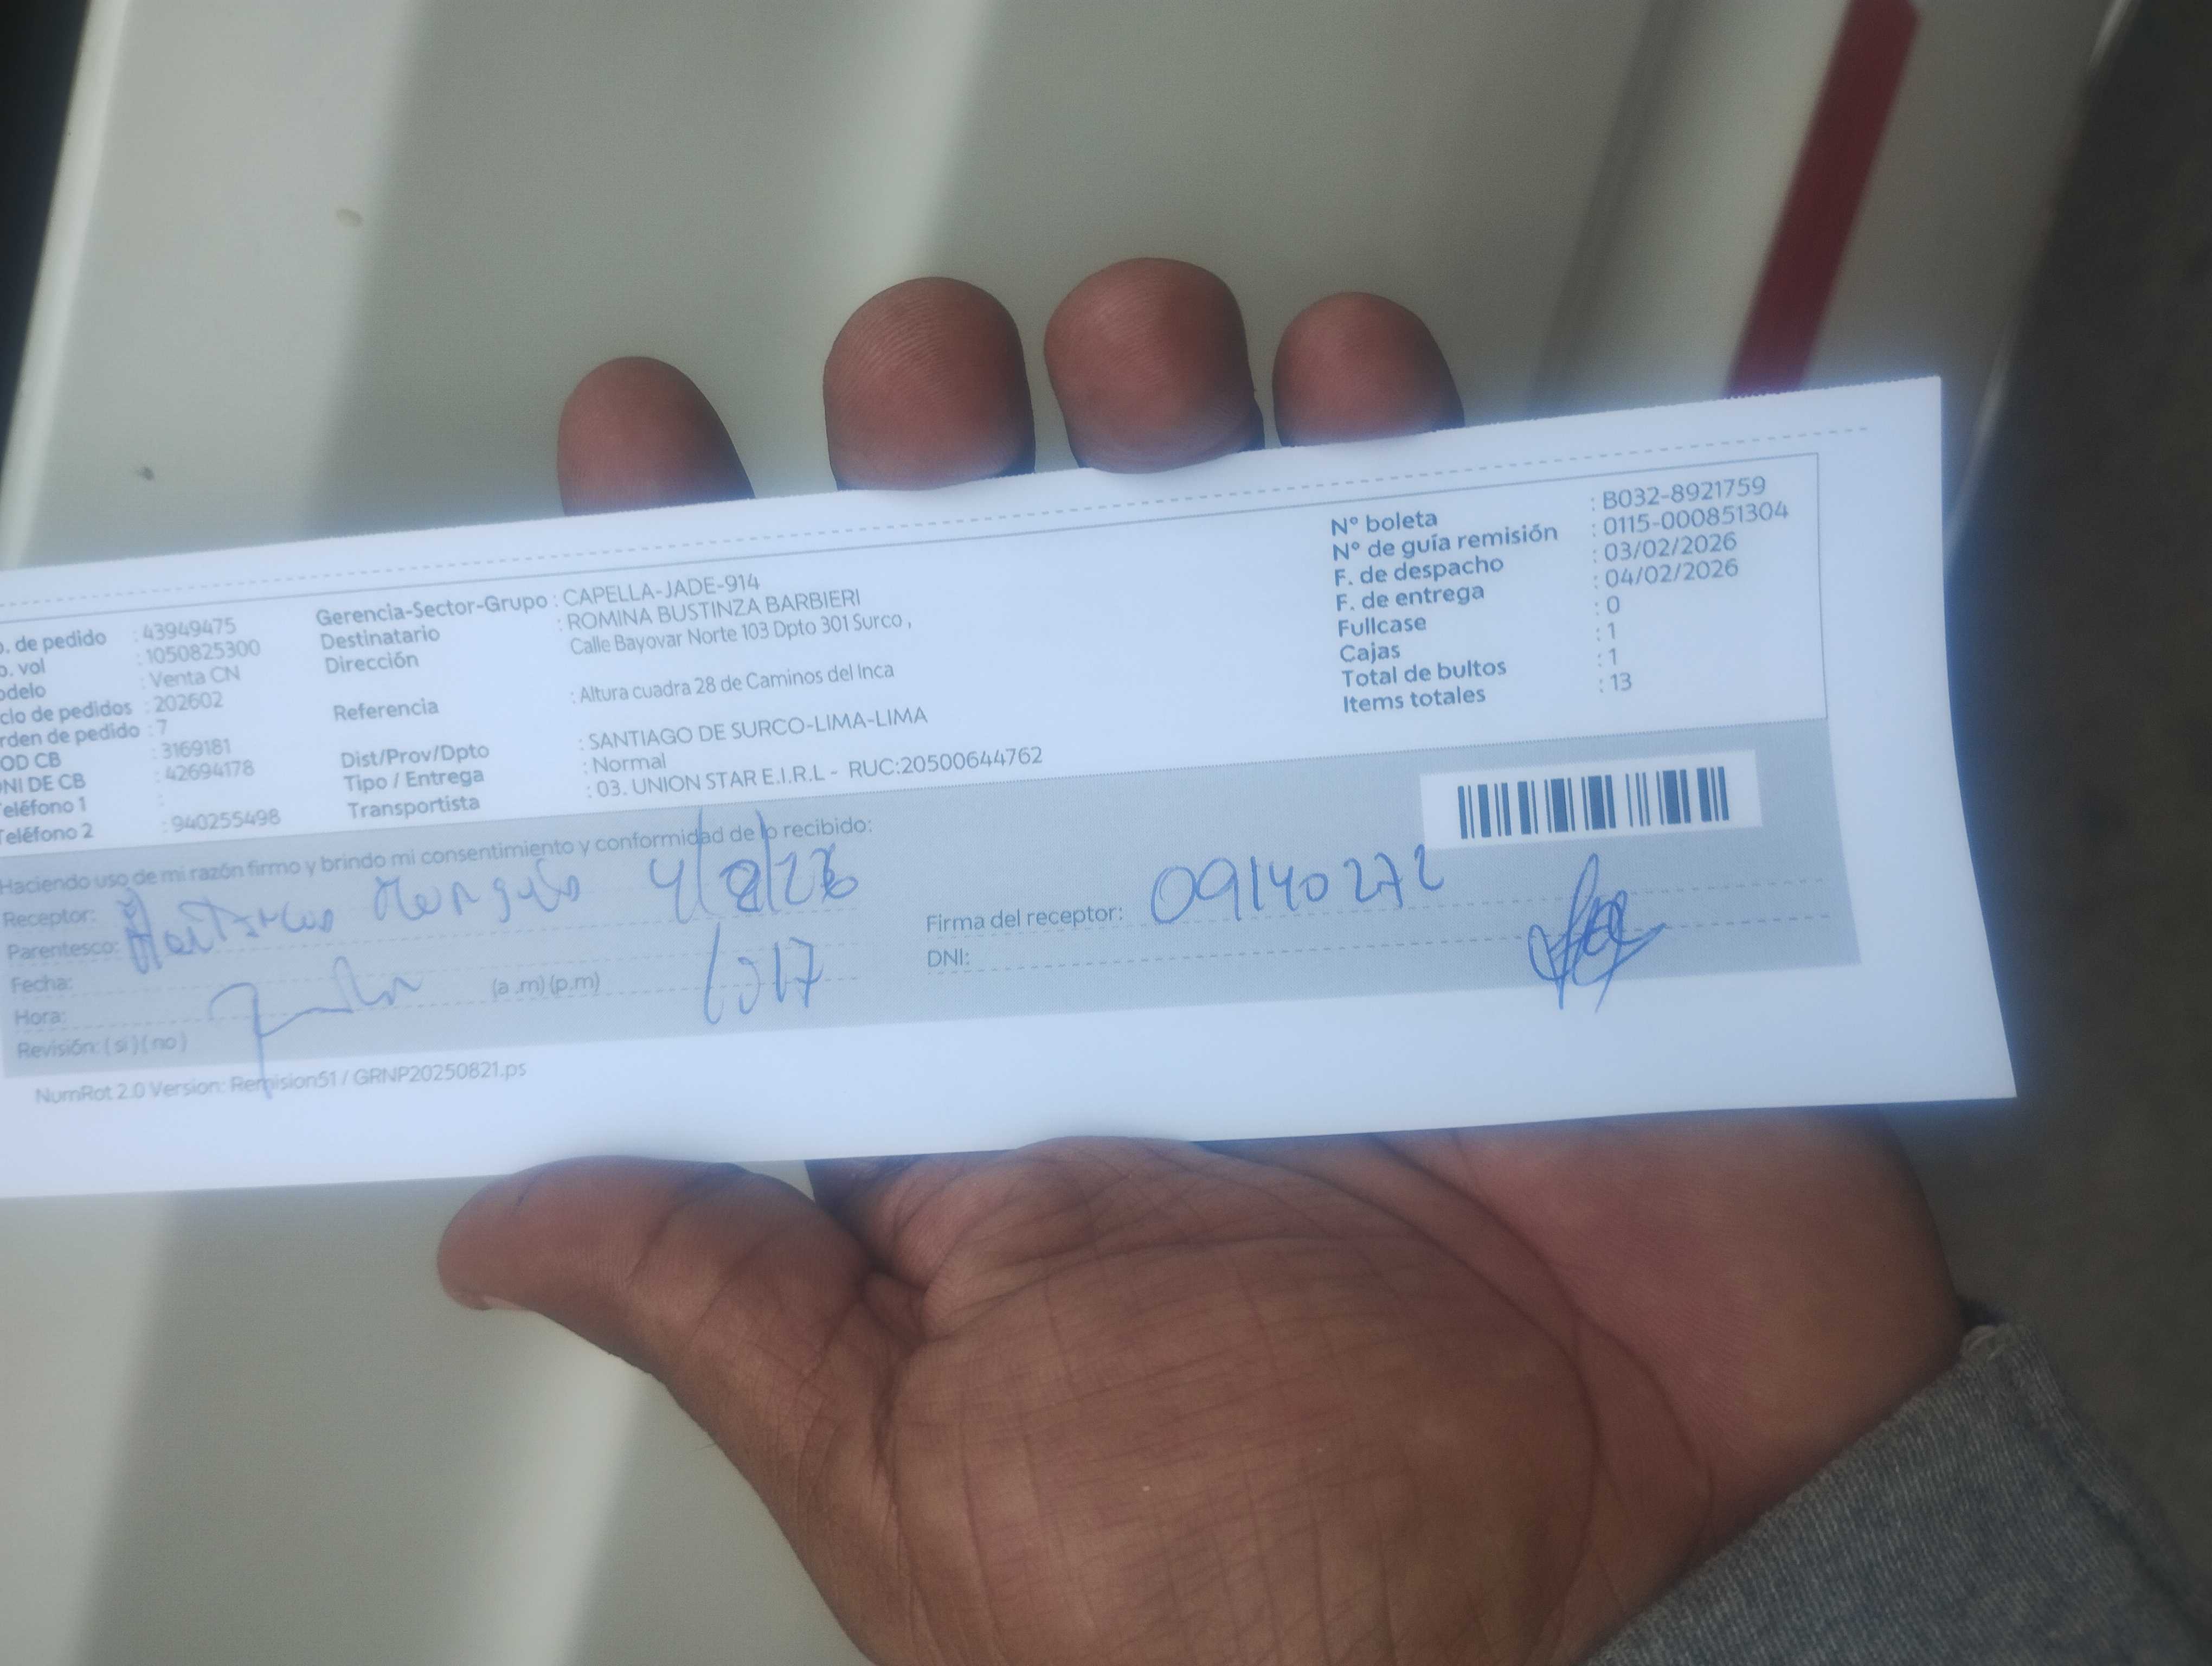 o. de pedido : 43949475
o. vol : 1050825300
odelo : Venta CN
clo de pedidos : 202602
rden de pedido : 7
OD CB : 3169181
NI DE CB : 42694178
eléfono 1 :
Teléfono 2 : 940255498
Gerencia-Sector-Grupo : CAPELLA-JADE-914
Destinatario : ROMINA BUSTINZA BARBIERI
Dirección Calle Bayovar Norte 103 Dpto 301 Surco ,
Referencia : Altura cuadra 28 de Caminos del Inca
Dist/Prov/Dpto : SANTIAGO DE SURCO-LIMA-LIMA
Tipo / Entrega : Normal
Transportista : 03. UNION STAR E.I.R.L - RUC:20500644762
N° boleta : B032-8921759
N° de guía remisión : 0115-000851304
F. de despacho : 03/02/2026
F. de entrega : 04/02/2026
Fullcase : 0
Cajas : 1
Total de bultos : 1
Items totales : 13
Haciendo uso de mi razón firmo y brindo mi consentimiento y conformidad de lo recibido:
Receptor: 4/2/26
Parentesco:
Fecha:
Hora: (a .m) (p.m)
Revisión: ( si ) ( no )
Firma del receptor: 09140272
DNI:
NumRot 2.0 Version: Remision51 / GRNP20250821.ps